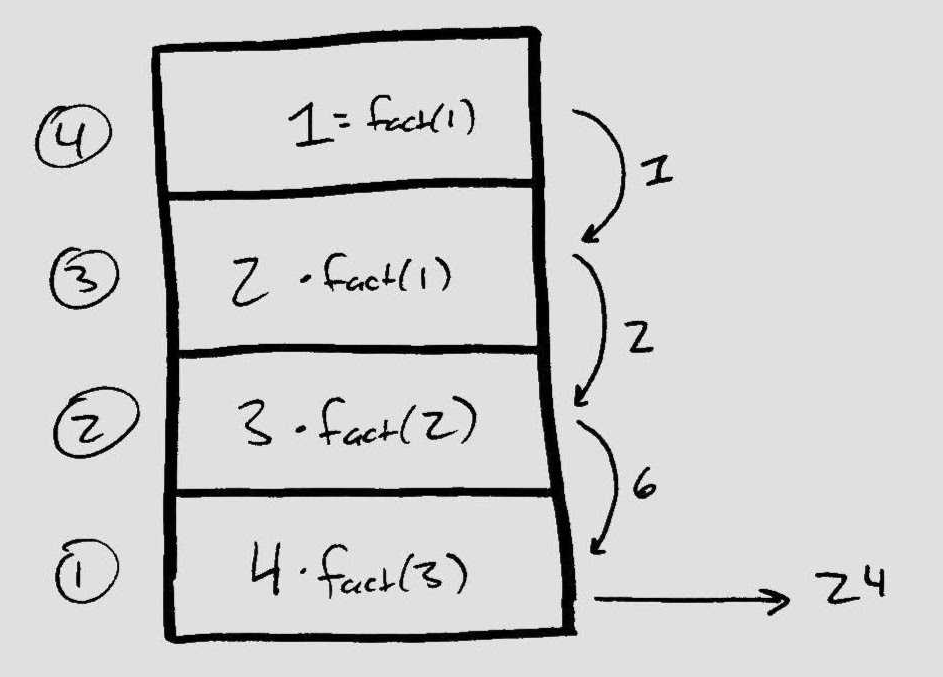 ④ 1 = fact(1) 1
③ 2 · fact(1) 2
② 3 · fact(2) 6
① 4 · fact(3) 24